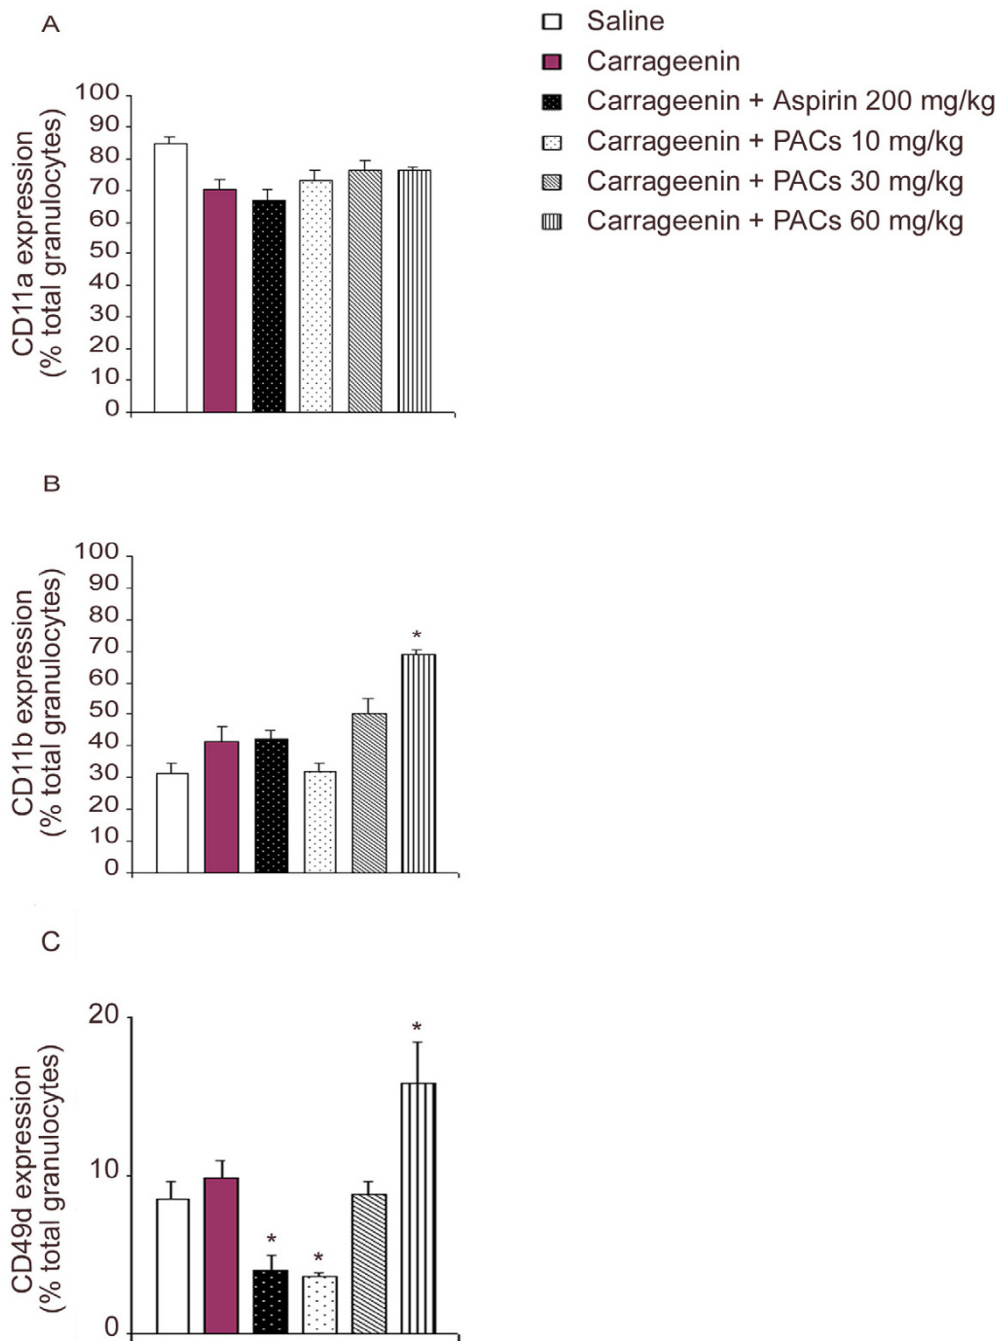 A
Saline
Carrageenin
Carrageenin + Aspirin 200 mg/kg
Carrageenin + PACs 10 mg/kg
Carrageenin + PACs 30 mg/kg
Carrageenin + PACs 60 mg/kg
CD11a expression
(% total granulocytes)
100
90
80
70
60
50
40
30
20
10
0
B
CD11b expression
(% total granulocytes)
100
90
80
70
60
50
40
30
20
10
0
*
C
CD49d expression
(% total granulocytes)
20
10
0
*
*
*